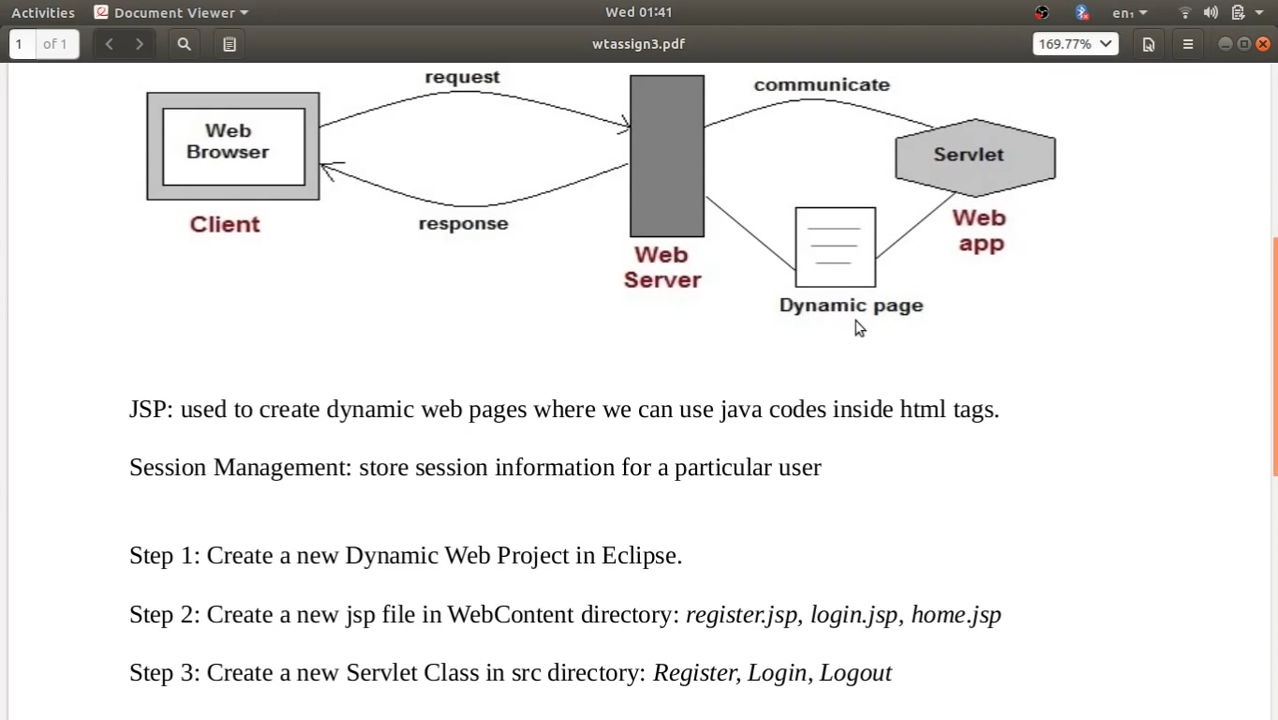 Activities Document Viewer Wed 01:41 en₁
1 of 1 wtassign3.pdf 169.77%
request
communicate
Web
Browser
Servlet
Client
response
Web
app
Web
Server
Dynamic page
JSP: used to create dynamic web pages where we can use java codes inside html tags.
Session Management: store session information for a particular user
Step 1: Create a new Dynamic Web Project in Eclipse.
Step 2: Create a new jsp file in WebContent directory: register.jsp, login.jsp, home.jsp
Step 3: Create a new Servlet Class in src directory: Register, Login, Logout